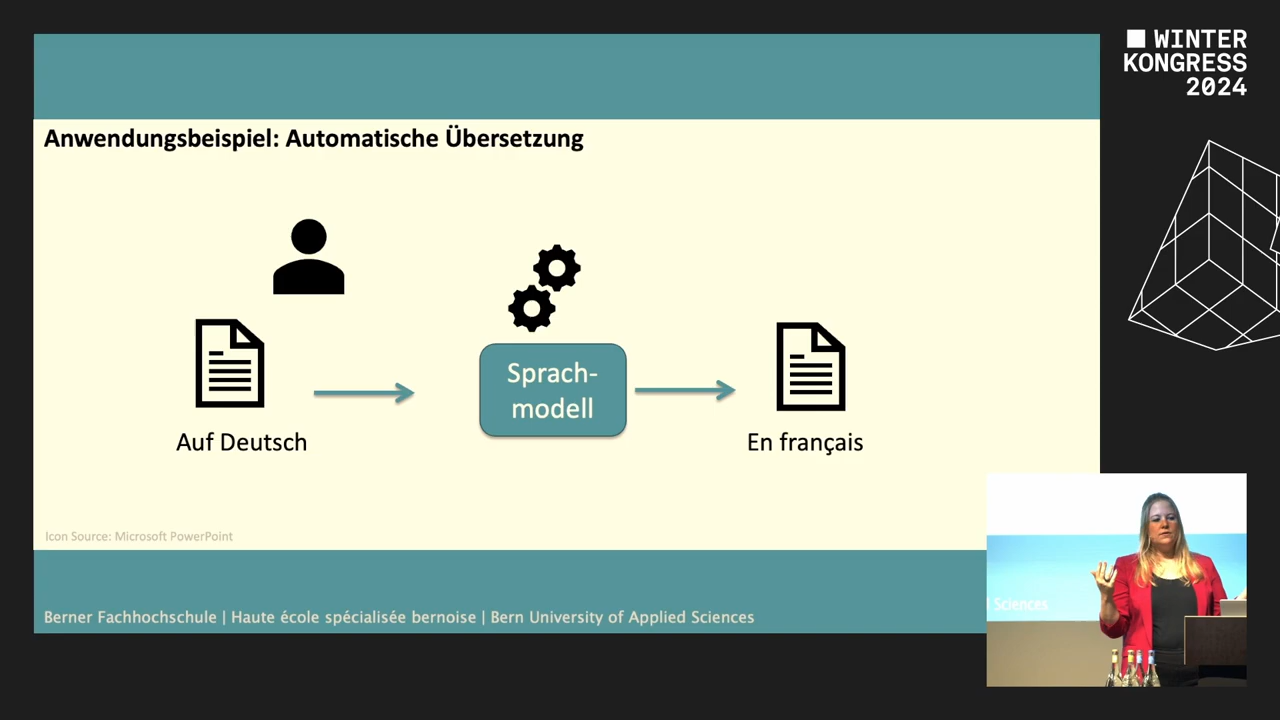 WINTER
KONGRESS
2024
Anwendungsbeispiel: Automatische Übersetzung
Sprach-
modell
Auf Deutsch
En français
Icon Source: Microsoft PowerPoint
Berner Fachhochschule | Haute école spécialisée bernoise | Bern University of Applied Sciences
Sciences